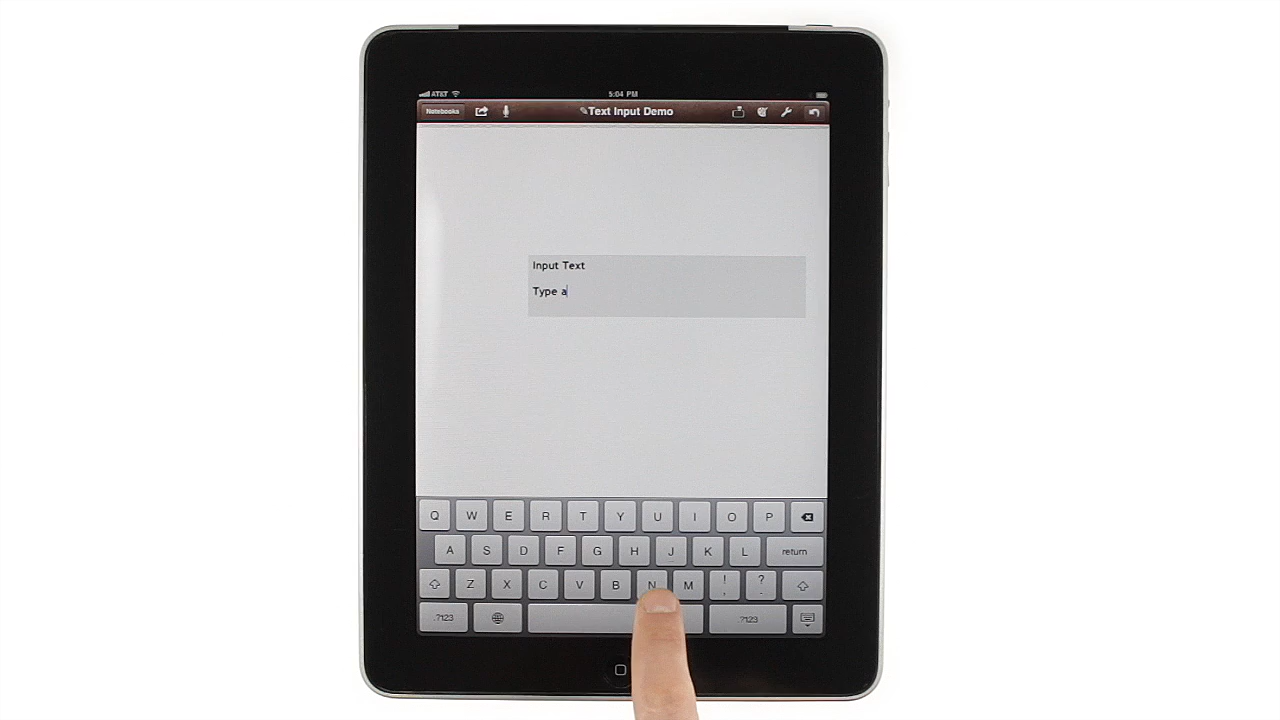 AT&T
5:04 PM
Notebooks
Text Input Demo
Input Text
Type a
Q W E R T Y U I O P
A S D F G H J K L return
Z X C V B N M ! , ? .
.?123 .?123